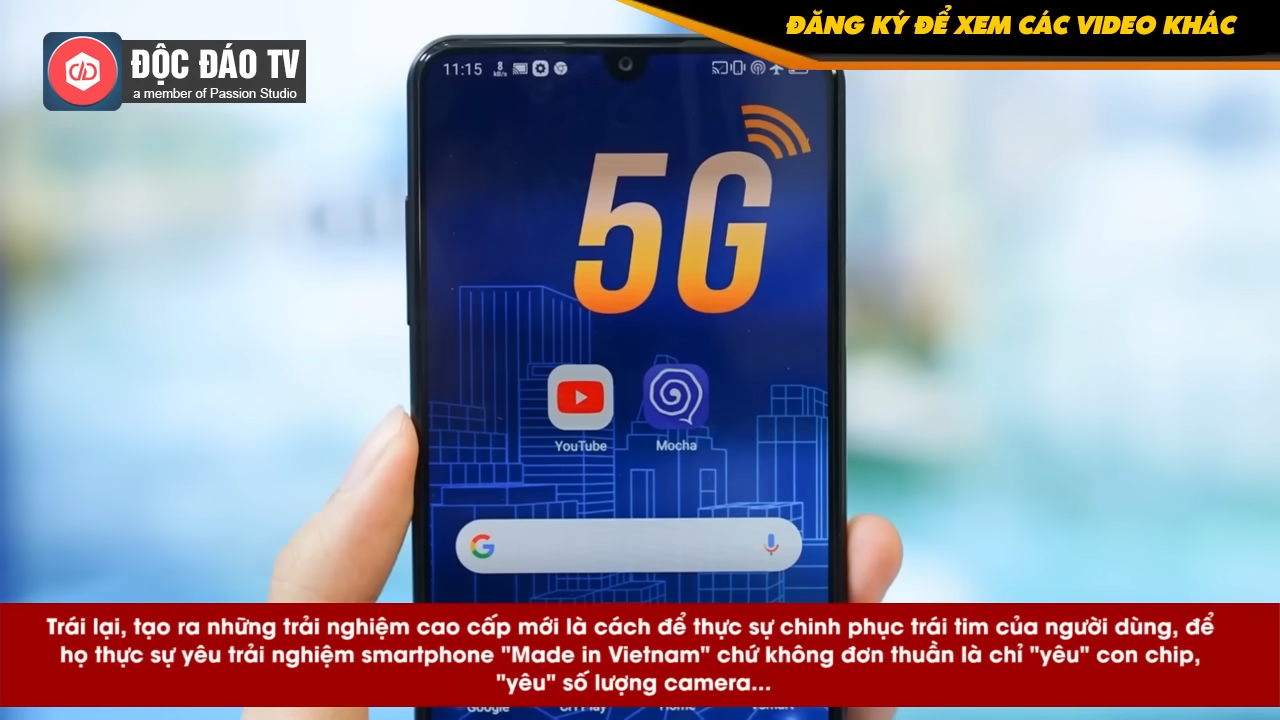 ĐĂNG KÝ ĐỂ XEM CÁC VIDEO KHÁC
ĐỘC ĐÁO TV
a member of Passion Studio
11:15
5G
YouTube
Mocha
Trái lại, tạo ra những trải nghiệm cao cấp mới là cách để thực sự chinh phục trái tim của người dùng, để
họ thực sự yêu trải nghiệm smartphone "Made in Vietnam" chứ không đơn thuần là chỉ "yêu" con chip,
"yêu" số lượng camera...
Google